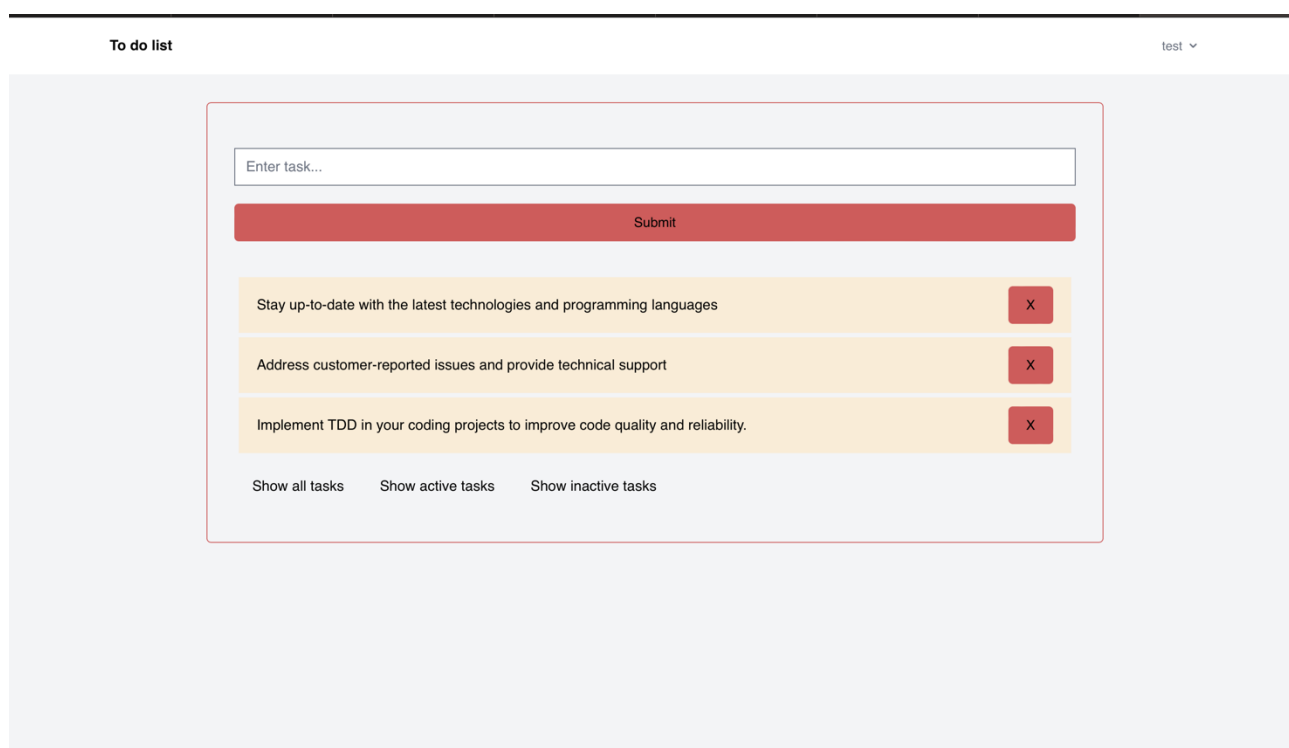 To do list
test
Enter task...
Submit
Stay up-to-date with the latest technologies and programming languages
X
Address customer-reported issues and provide technical support
X
Implement TDD in your coding projects to improve code quality and reliability.
X
Show all tasks Show active tasks Show inactive tasks